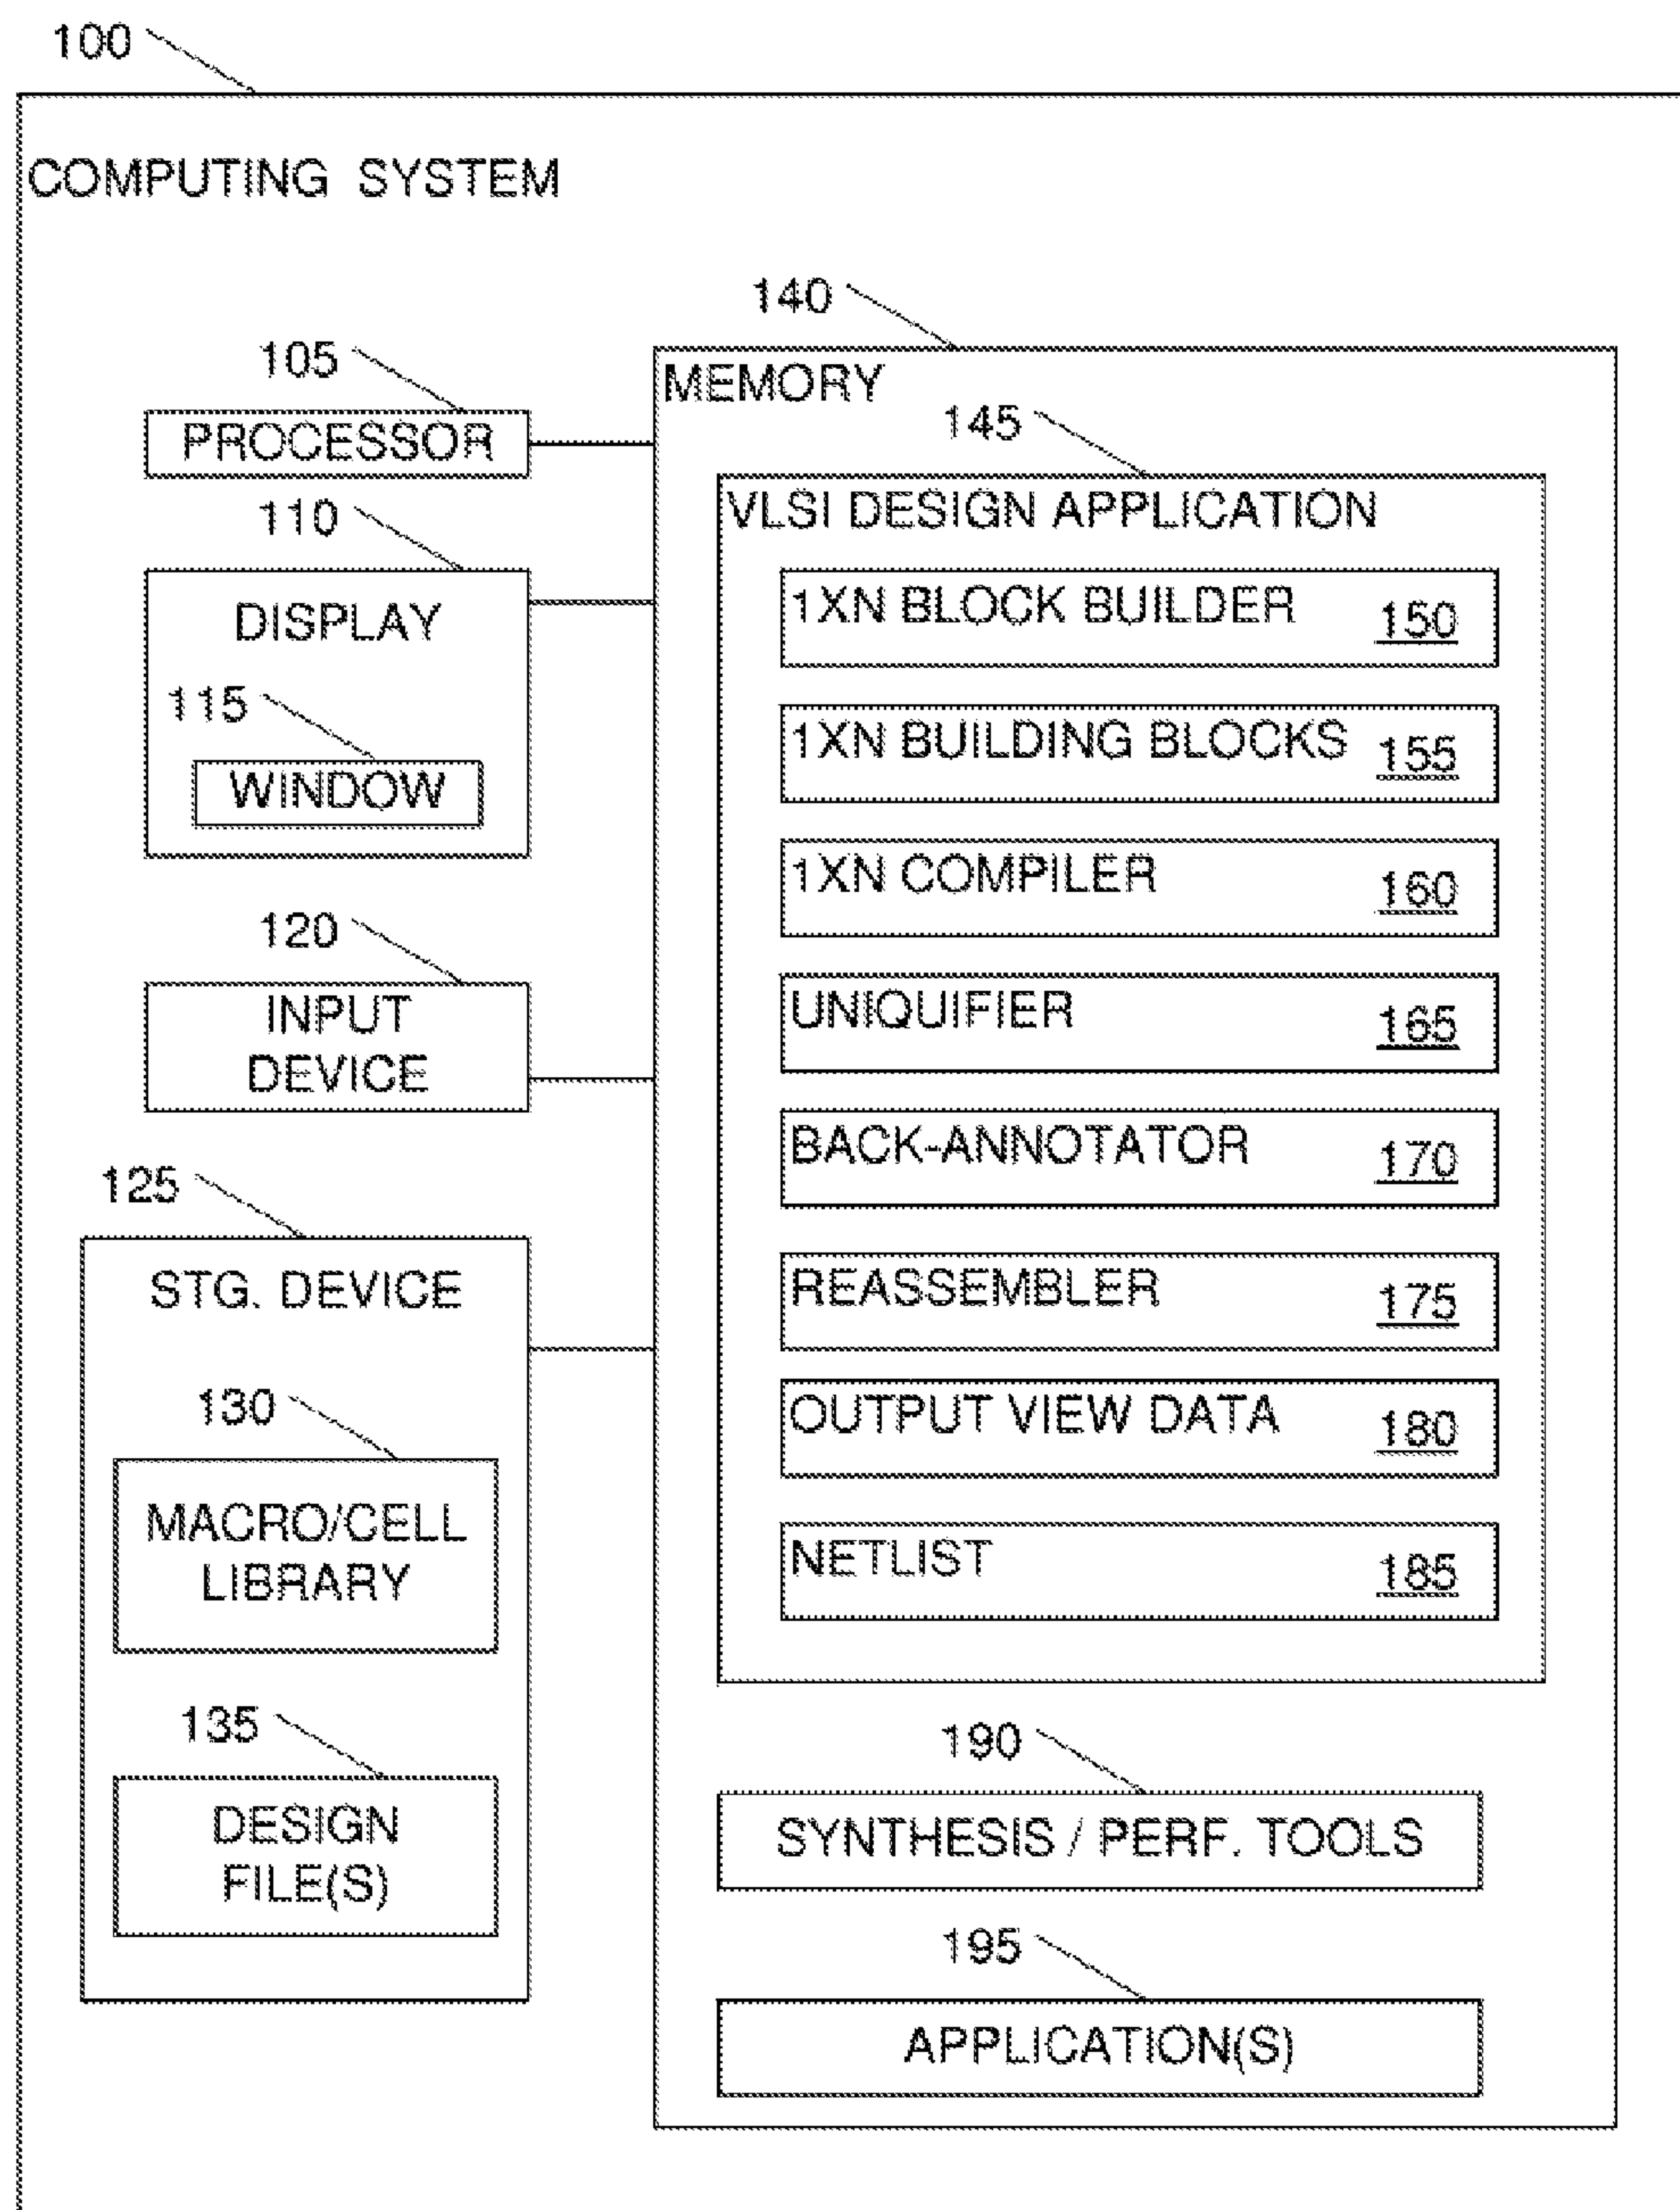 100
COMPUTING SYSTEM
105
PROCESSOR
110
DISPLAY
115
WINDOW
120
INPUT
DEVICE
125
STG. DEVICE
130
MACRO/CELL
LIBRARY
135
DESIGN
FILE(S)
140
MEMORY
145
VLSI DESIGN APPLICATION
1XN BLOCK BUILDER 150
1XN BUILDING BLOCKS 155
1XN COMPILER 160
UNIQUIFIER 165
BACK-ANNOTATOR 170
REASSEMBLER 175
OUTPUT VIEW DATA 180
NETLIST 185
190
SYNTHESIS / PERF. TOOLS
195
APPLICATION(S)